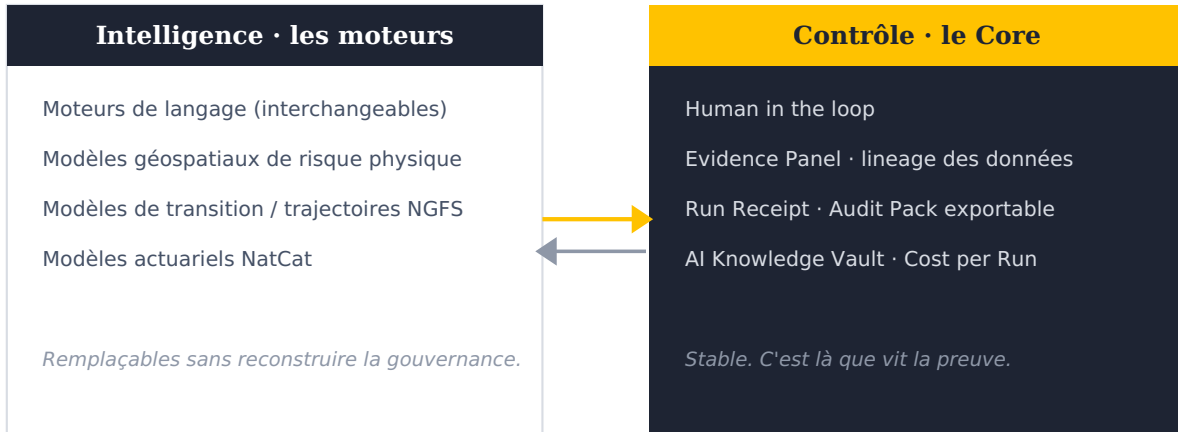 Intelligence · les moteurs
Moteurs de langage (interchangeables)
Modèles géospatiaux de risque physique
Modèles de transition / trajectoires NGFS
Modèles actuariels NatCat
Remplaçables sans reconstruire la gouvernance.
Contrôle · le Core
Human in the loop
Evidence Panel · lineage des données
Run Receipt · Audit Pack exportable
AI Knowledge Vault · Cost per Run
Stable. C'est là que vit la preuve.